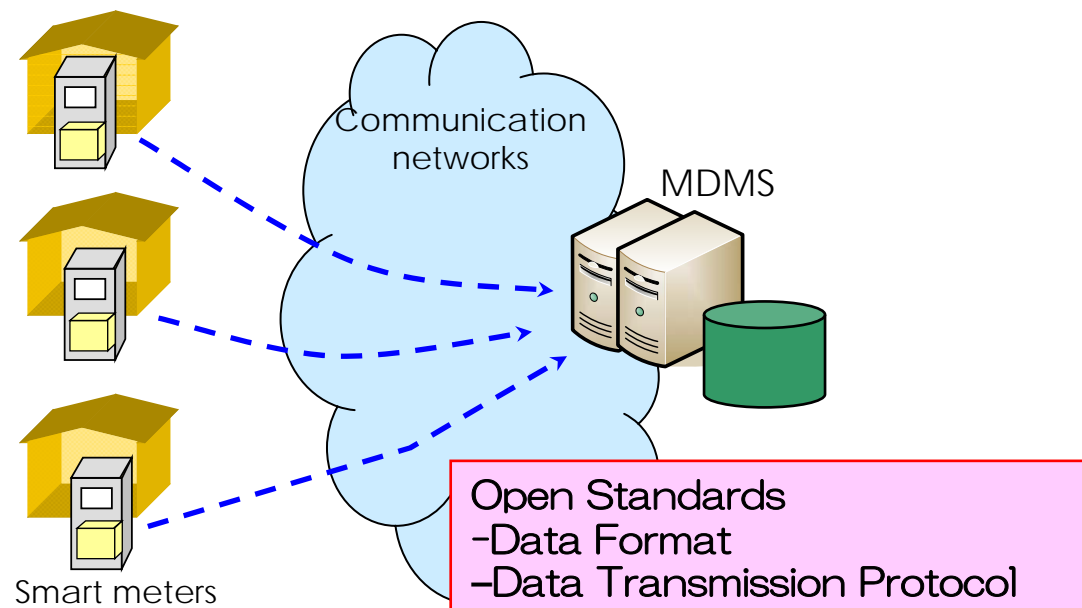 Communication
networks
MDMS
Smart meters
Open Standards
-Data Format
–Data Transmission Protocol